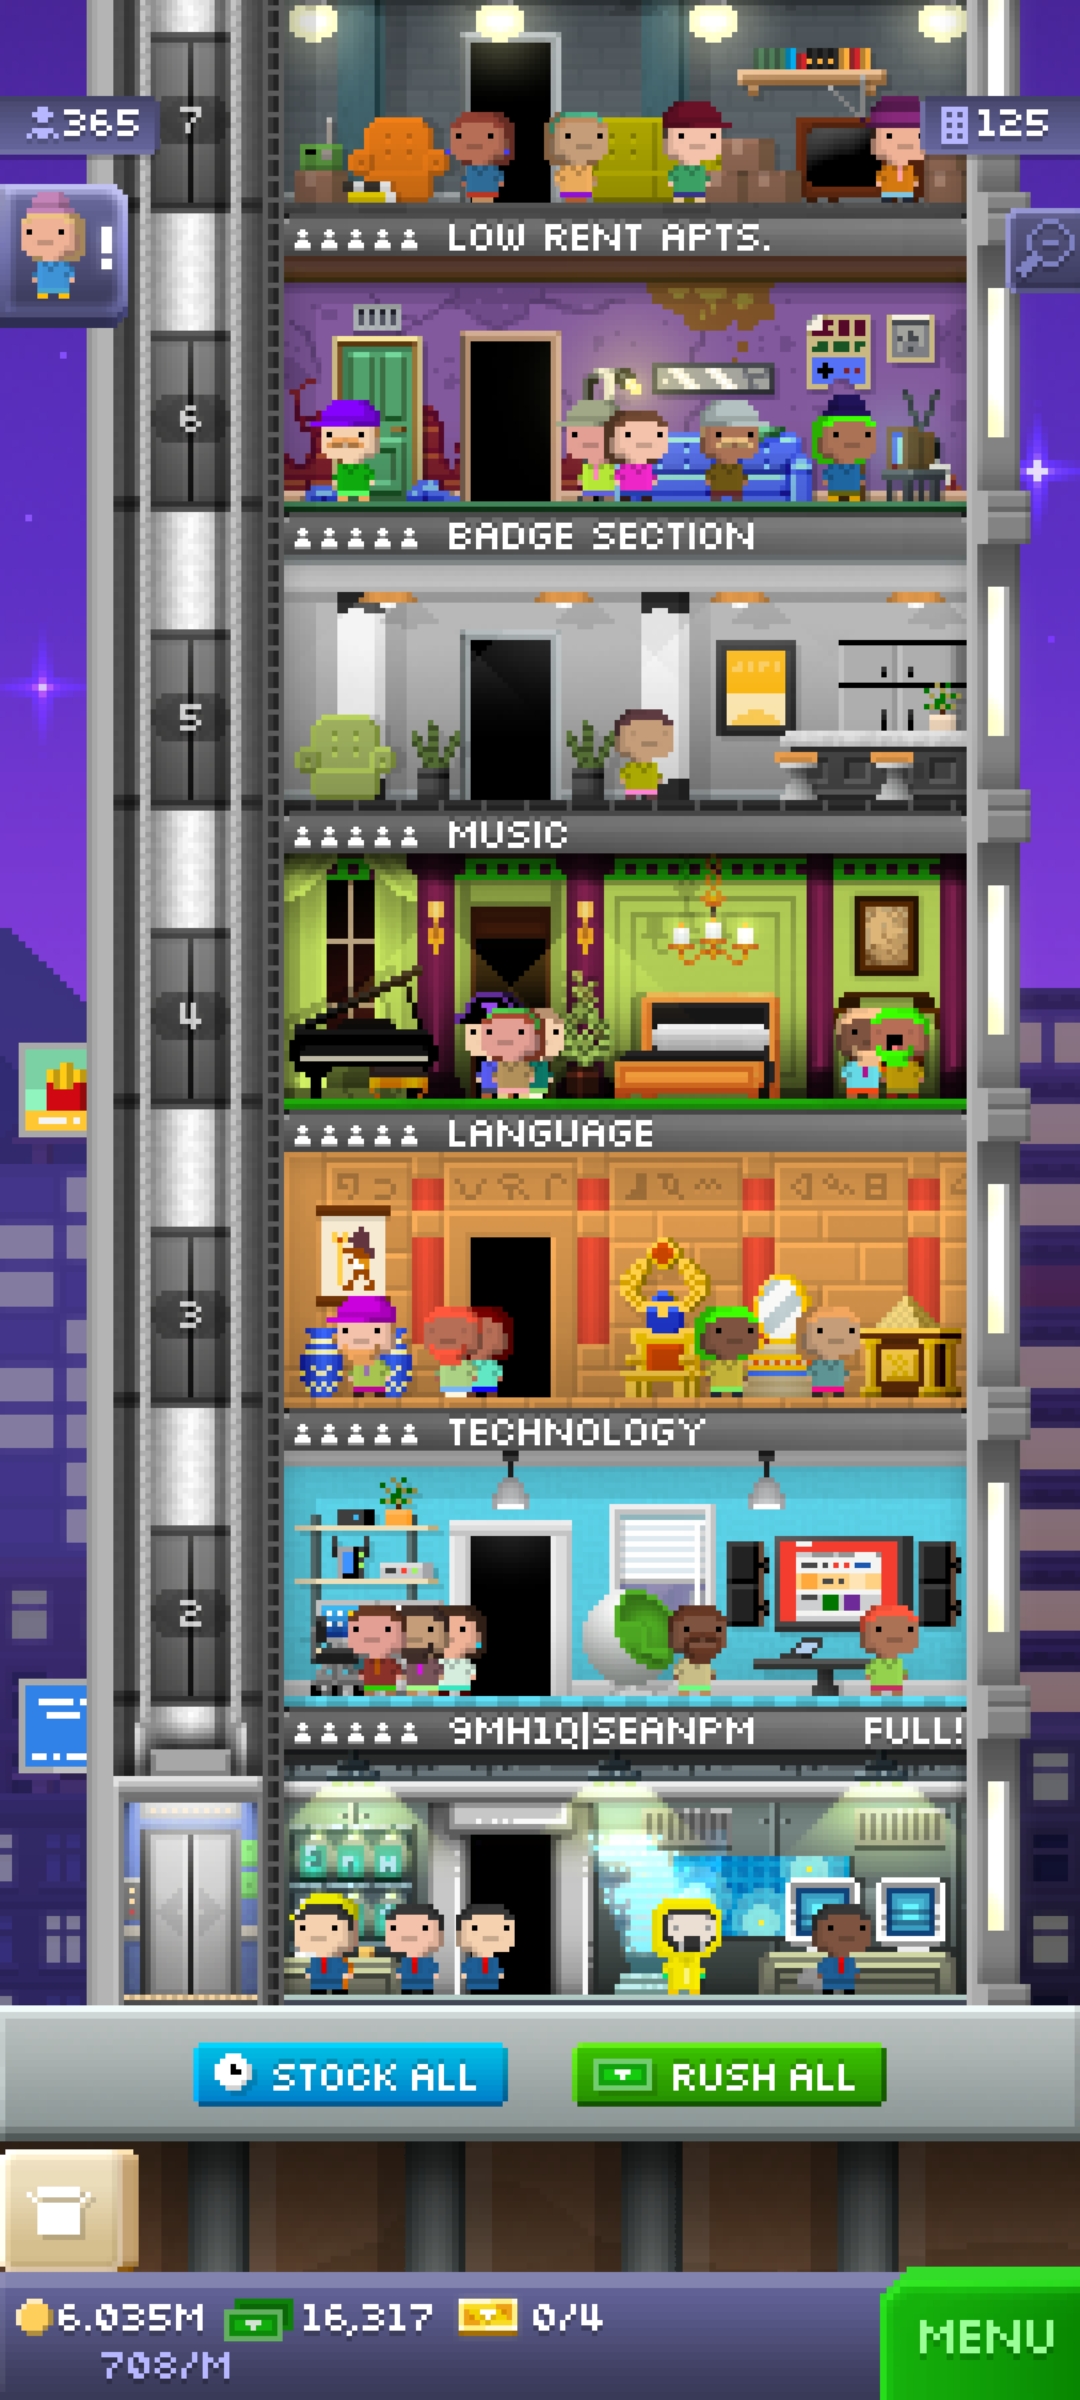 7
365
125
!
LOW RENT APTS.
6
BADGE SECTION
5
MUSIC
4
LANGUAGE
3
TECHNOLOGY
2
9MH1Q|SEANPM FULL!
STOCK ALL
RUSH ALL
6.035M 16,317 0/4
708/M
MENU